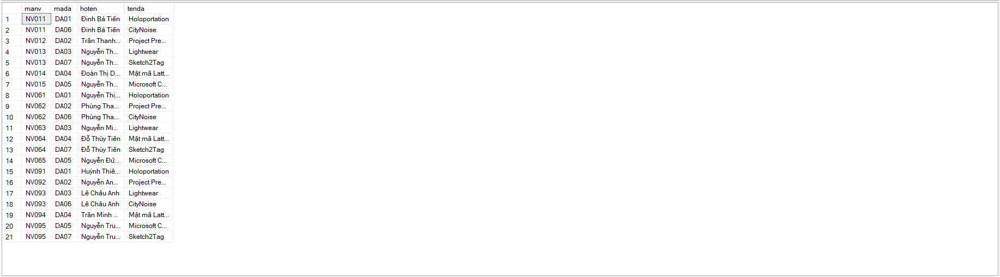 manv mada hoten tenda
1 NV011 DA01 Đinh Bá Tiến Holoportation
2 NV011 DA06 Đinh Bá Tiến CityNoise
3 NV012 DA02 Trần Thanh... Project Pre...
4 NV013 DA03 Nguyễn Th... Lightwear
5 NV013 DA07 Nguyễn Th... Sketch2Tag
6 NV014 DA04 Đoàn Thị D... Mật mã Latt...
7 NV015 DA05 Nguyễn Th... Microsoft C...
8 NV061 DA01 Nguyễn Thị... Holoportation
9 NV062 DA02 Phùng Tha... Project Pre...
10 NV062 DA06 Phùng Tha... CityNoise
11 NV063 DA03 Nguyễn Mi... Lightwear
12 NV064 DA04 Đỗ Thùy Tiên Mật mã Latt...
13 NV064 DA07 Đỗ Thùy Tiên Sketch2Tag
14 NV065 DA05 Nguyễn Đứ... Microsoft C...
15 NV091 DA01 Huỳnh Thiê... Holoportation
16 NV092 DA02 Nguyễn An... Project Pre...
17 NV093 DA03 Lê Châu Anh Lightwear
18 NV093 DA06 Lê Châu Anh CityNoise
19 NV094 DA04 Trần Minh ... Mật mã Latt...
20 NV095 DA05 Nguyễn Tru... Microsoft C...
21 NV095 DA07 Nguyễn Tru... Sketch2Tag